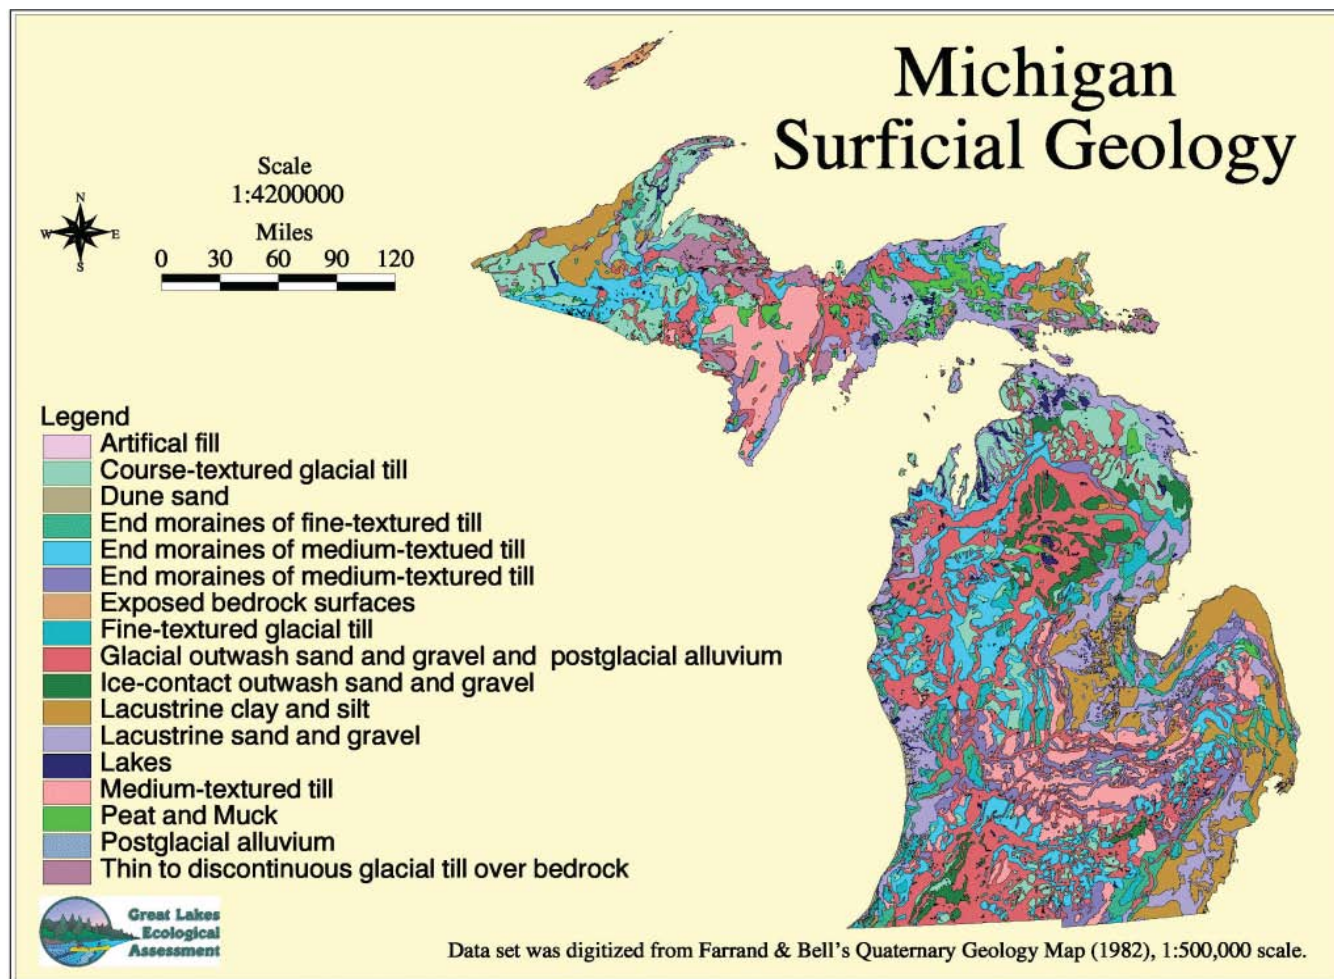 Michigan
Surficial Geology
Scale
1:4200000
Miles
0 30 60 90 120
N
W E
S
Legend
Artifical fill
Course-textured glacial till
Dune sand
End moraines of fine-textured till
End moraines of medium-textued till
End moraines of medium-textured till
Exposed bedrock surfaces
Fine-textured glacial till
Glacial outwash sand and gravel and postglacial alluvium
Ice-contact outwash sand and gravel
Lacustrine clay and silt
Lacustrine sand and gravel
Lakes
Medium-textured till
Peat and Muck
Postglacial alluvium
Thin to discontinuous glacial till over bedrock
Great Lakes
Ecological
Assessment
Data set was digitized from Farrand & Bell's Quaternary Geology Map (1982), 1:500,000 scale.